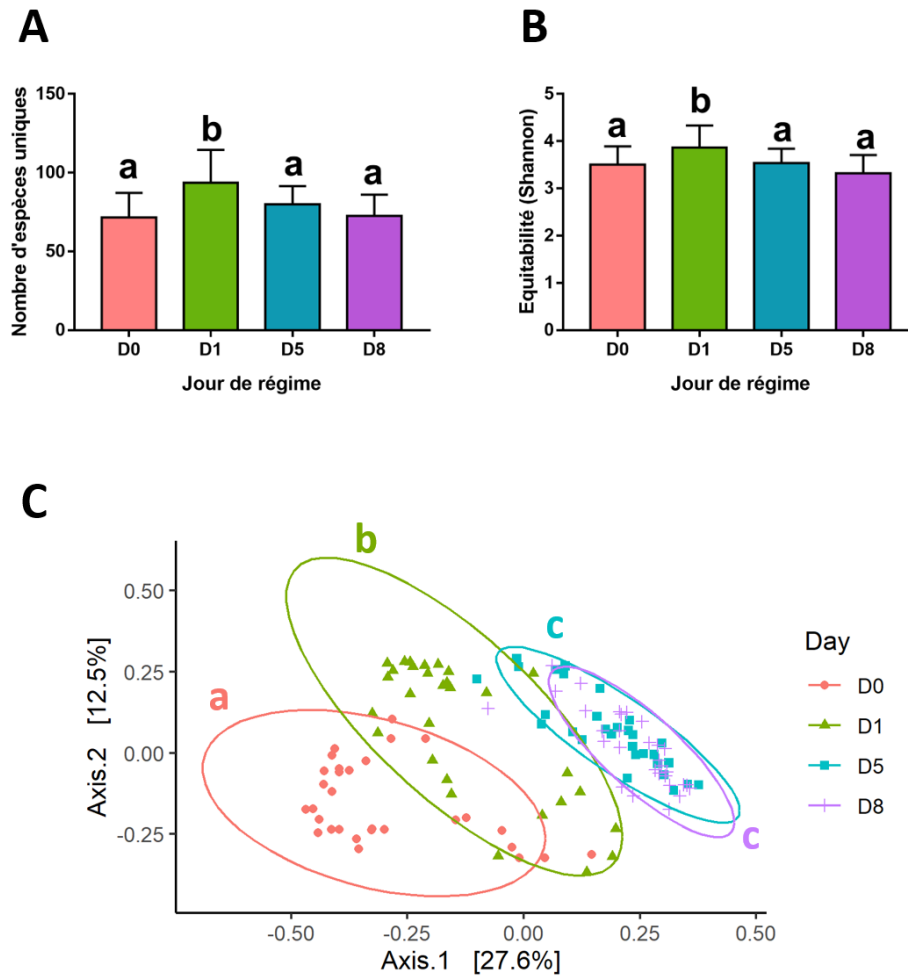 A
Nombre d'espèces uniques
150
100
50
0
a
b
a
a
D0
D1
D5
D8
Jour de régime
B
Equitabilité (Shannon)
5
4
3
2
1
0
a
b
a
a
D0
D1
D5
D8
Jour de régime
C
Axis.2 [12.5%]
0.50
0.25
0.00
-0.25
a
b
c
c
-0.50
-0.25
0.00
0.25
0.50
Axis.1 [27.6%]
Day
D0
D1
D5
D8